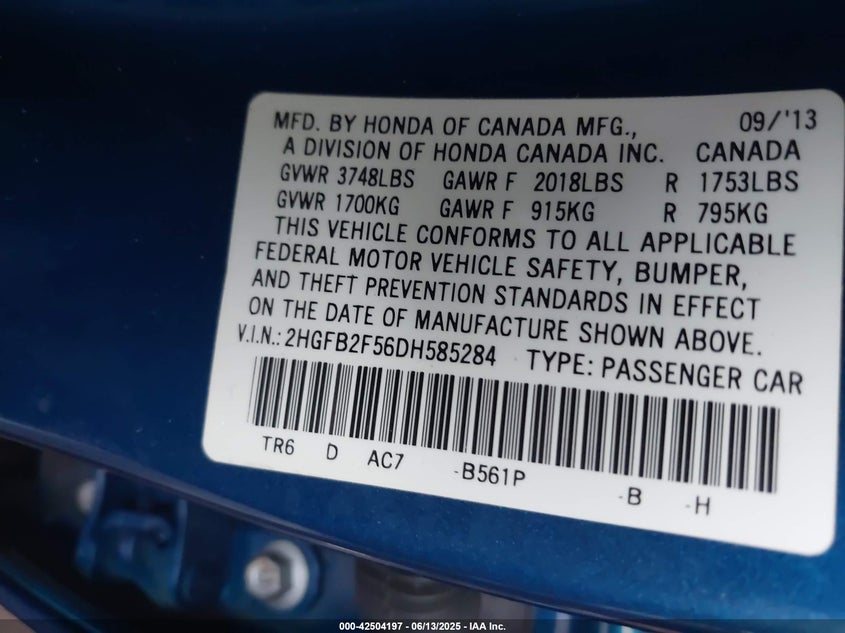 MFD. BY HONDA OF CANADA MFG., 09/'13
A DIVISION OF HONDA CANADA INC. CANADA
GVWR 3748LBS GAWR F 2018LBS R 1753LBS
GVWR 1700KG GAWR F 915KG R 795KG
THIS VEHICLE CONFORMS TO ALL APPLICABLE
FEDERAL MOTOR VEHICLE SAFETY, BUMPER,
AND THEFT PREVENTION STANDARDS IN EFFECT
ON THE DATE OF MANUFACTURE SHOWN ABOVE.
V.I.N.: 2HGFB2F56DH585284 TYPE: PASSENGER CAR
TR6 D AC7 -B561P -B -H
000-42504197 - 06/13/2025 - IAA Inc.